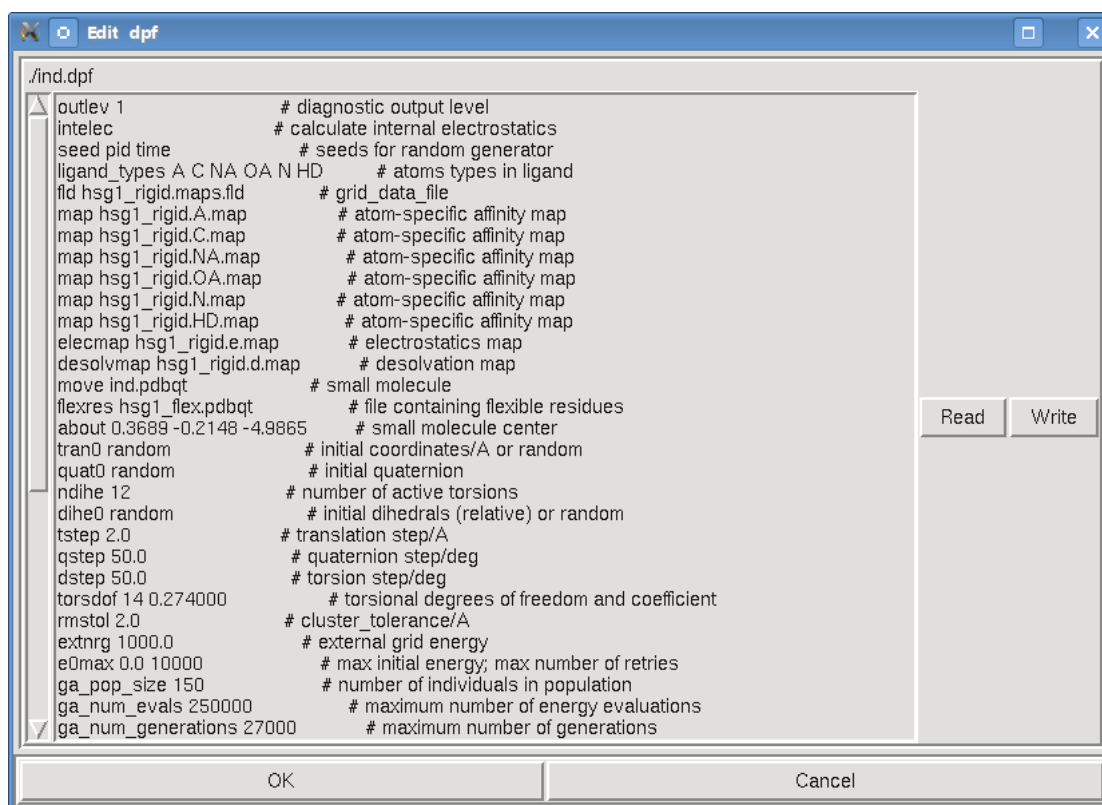 Edit dpf
./ind.dpf
outlev 1 # diagnostic output level
intelec # calculate internal electrostatics
seed pid time # seeds for random generator
ligand_types A C NA OA N HD # atoms types in ligand
fld hsg1_rigid.maps.fld # grid_data_file
map hsg1_rigid.A.map # atom-specific affinity map
map hsg1_rigid.C.map # atom-specific affinity map
map hsg1_rigid.NA.map # atom-specific affinity map
map hsg1_rigid.OA.map # atom-specific affinity map
map hsg1_rigid.N.map # atom-specific affinity map
map hsg1_rigid.HD.map # atom-specific affinity map
elecmap hsg1_rigid.e.map # electrostatics map
desolvmap hsg1_rigid.d.map # desolvation map
move ind.pdbqt # small molecule
flexres hsg1_flex.pdbqt # file containing flexible residues
about 0.3689 -0.2148 -4.9865 # small molecule center
tran0 random # initial coordinates/A or random
quat0 random # initial quaternion
ndihe 12 # number of active torsions
dihe0 random # initial dihedrals (relative) or random
tstep 2.0 # translation step/A
qstep 50.0 # quaternion step/deg
dstep 50.0 # torsion step/deg
torsdof 14 0.274000 # torsional degrees of freedom and coefficient
rmstol 2.0 # cluster_tolerance/A
extnrg 1000.0 # external grid energy
e0max 0.0 10000 # max initial energy; max number of retries
ga_pop_size 150 # number of individuals in population
ga_num_evals 250000 # maximum number of energy evaluations
ga_num_generations 27000 # maximum number of generations
Read Write
OK Cancel